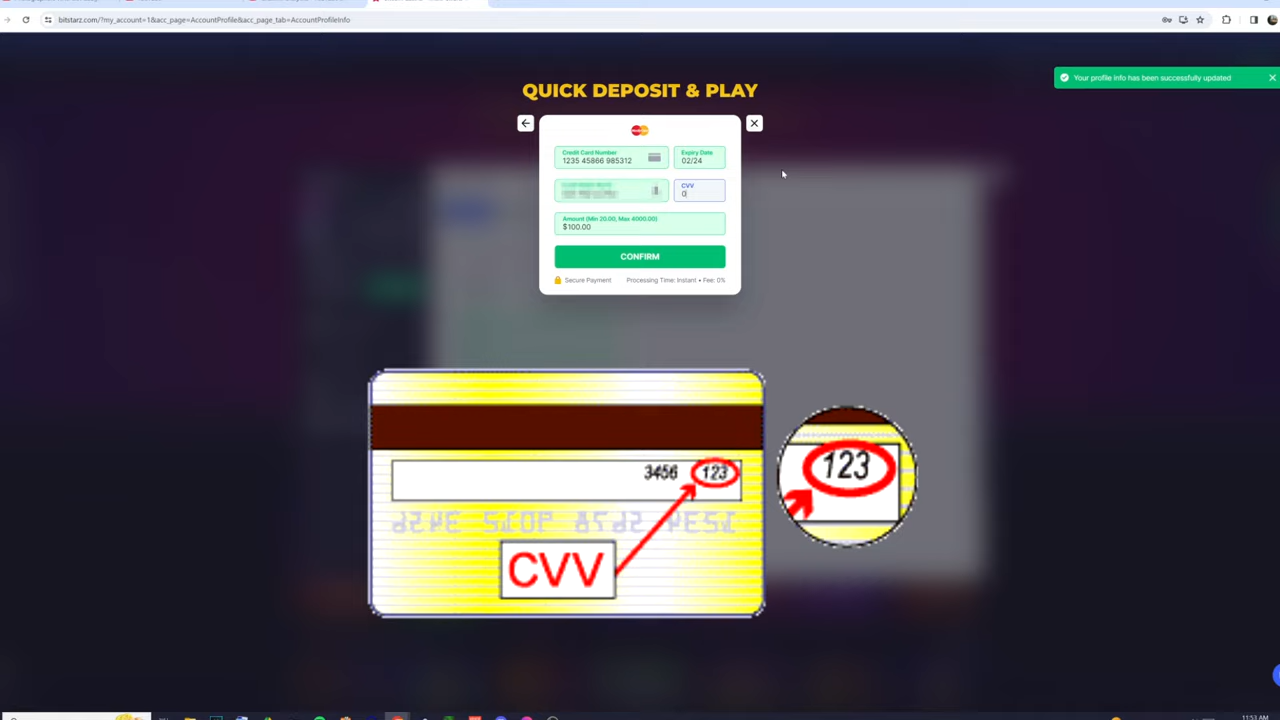 bitstarz.com/?my_account=1&acc_page=AccountProfile&acc_page_tab=AccountProfileInfo
Your profile info has been successfully updated
QUICK DEPOSIT & PLAY
Credit Card Number
1235 45866 985312
Expiry Date
02/24
CVV
0
Amount (Min 20.00, Max 4000.00)
$100.00
CONFIRM
Secure Payment
Processing Time: Instant • Fee: 0%
3456 123
123
CVV
11:53 AM